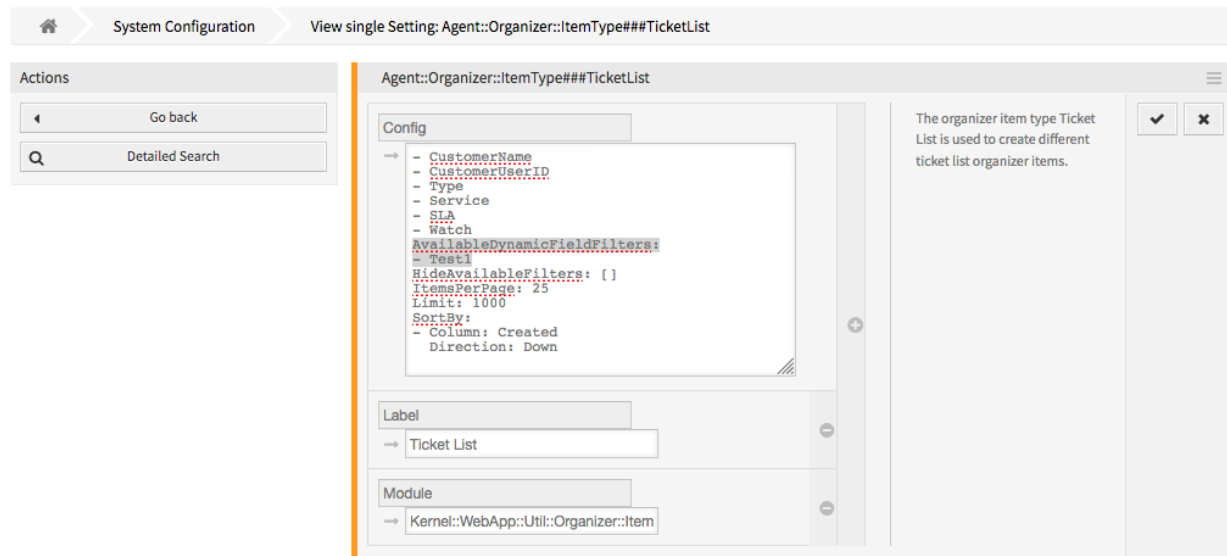 System Configuration
View single Setting: Agent::Organizer::ItemType###TicketList
Actions
Go back
Detailed Search
Agent::Organizer::ItemType###TicketList
Config
- CustomerName
- CustomerUserID
- Type
- Service
- SLA
- Watch
AvailableDynamicFieldFilters:
- Test1
HideAvailableFilters: []
ItemsPerPage: 25
Limit: 1000
SortBy:
- Column: Created
  Direction: Down
Label
Ticket List
Module
Kernel::WebApp::Util::Organizer::Item
The organizer item type Ticket
List is used to create different
ticket list organizer items.